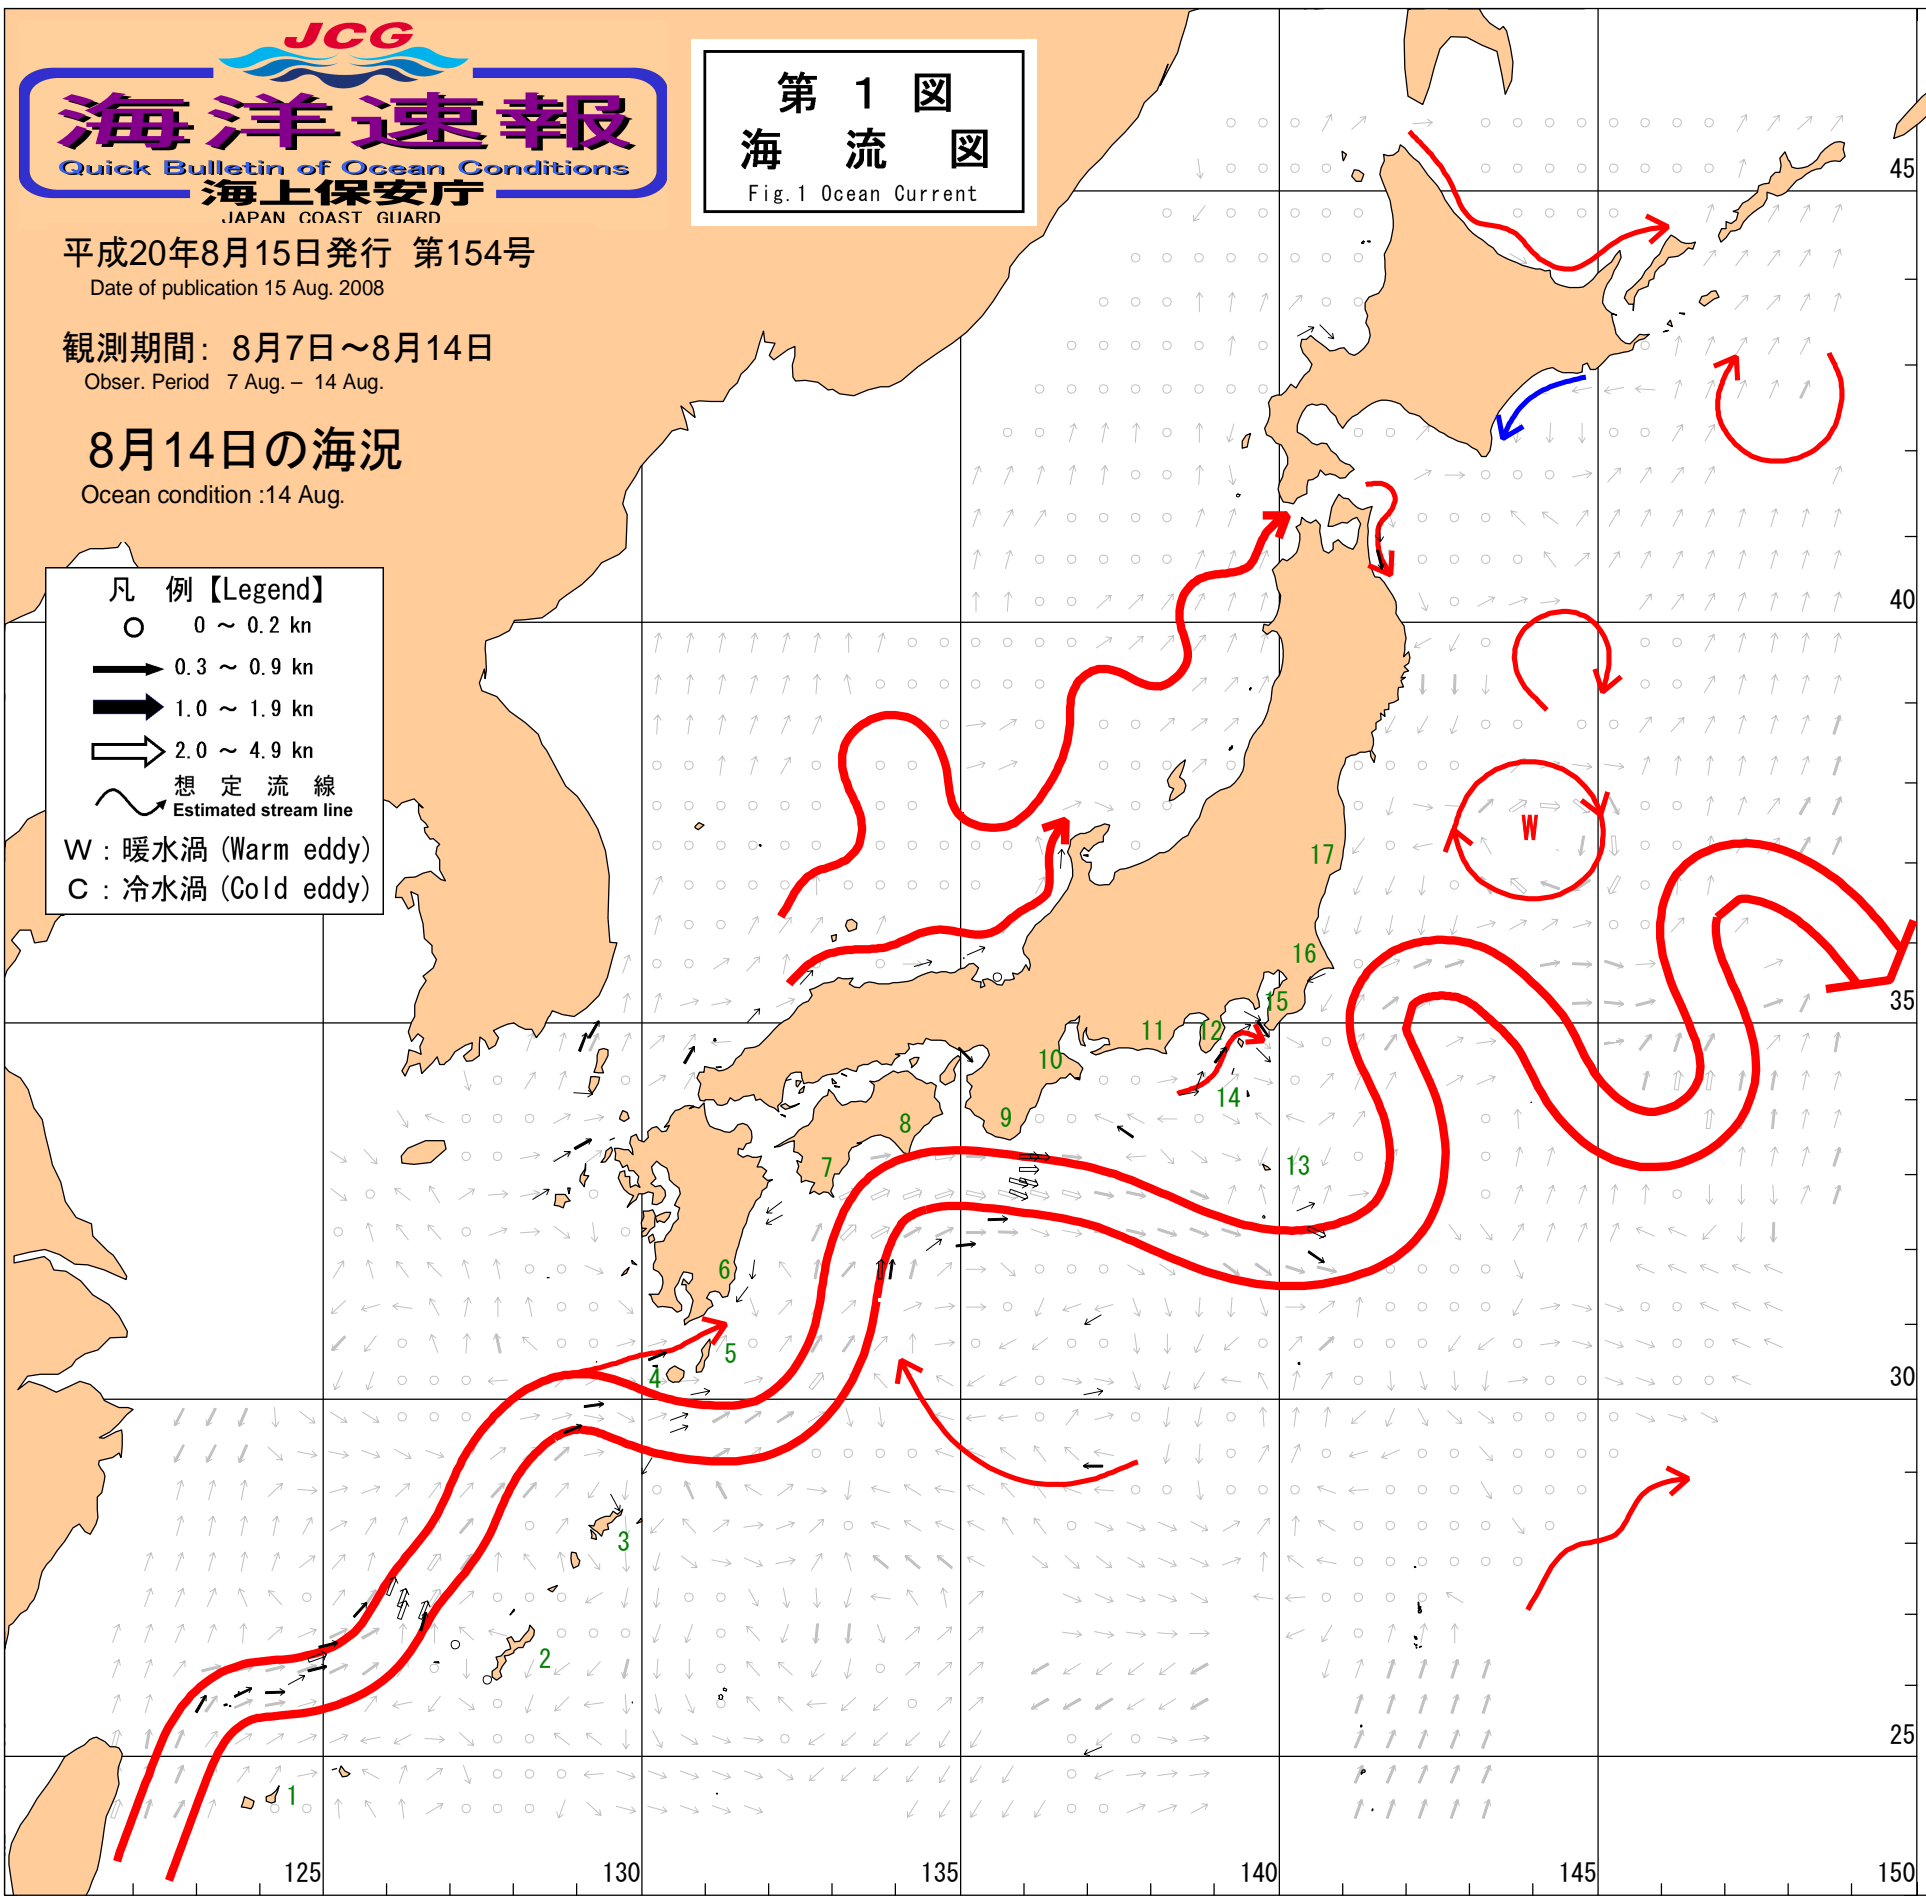 JCG
海洋速報
Quick Bulletin of Ocean Conditions
海上保安庁
JAPAN COAST GUARD
平成20年8月15日発行 第154号
Date of publication 15 Aug. 2008
観測期間: 8月7日～8月14日
Obser. Period 7 Aug. – 14 Aug.
8月14日の海況
Ocean condition :14 Aug.
第 1 図
海 流 図
Fig.1 Ocean Current
凡 例【Legend】
0 ～ 0.2 kn
0.3 ～ 0.9 kn
1.0 ～ 1.9 kn
2.0 ～ 4.9 kn
想 定 流 線
Estimated stream line
W : 暖水渦 (Warm eddy)
C : 冷水渦 (Cold eddy)
45
40
W
17
16
35
15
12
11
10
14
9
8
7
13
6
5
4
30
3
2
25
1
125
130
135
140
145
150